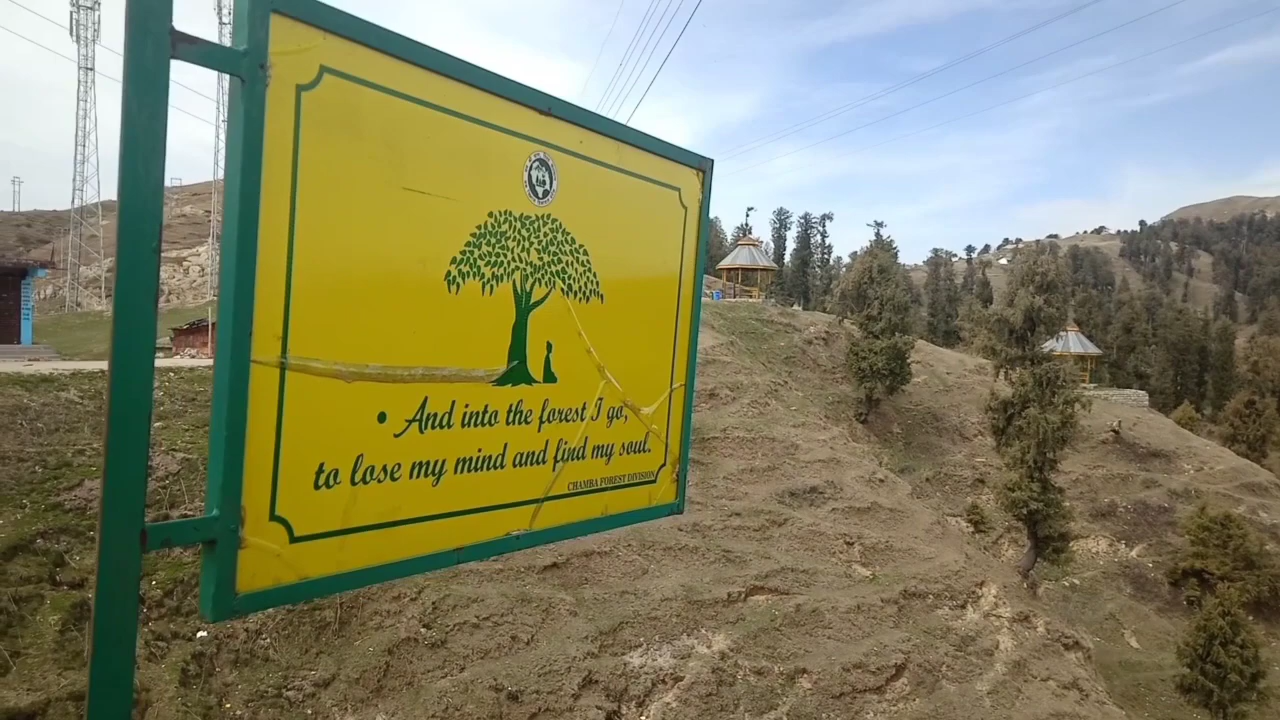 • And into the forest I go,
to lose my mind and find my soul.
CHAMBA FOREST DIVISION